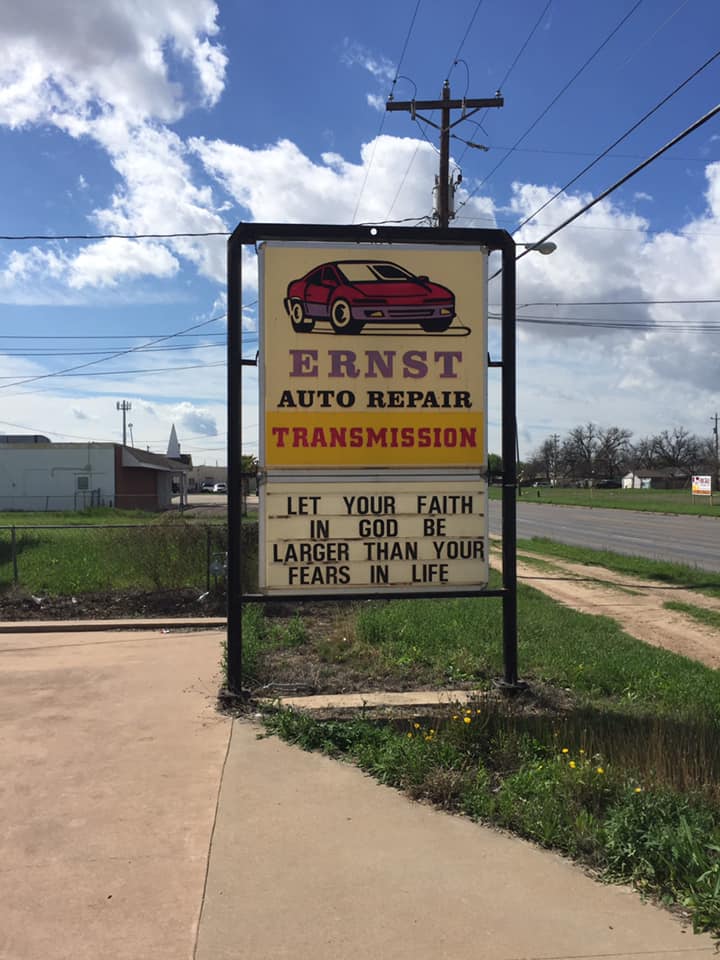 ERNST
AUTO REPAIR
TRANSMISSION
LET YOUR FAITH
IN GOD BE
LARGER THAN YOUR
FEARS IN LIFE